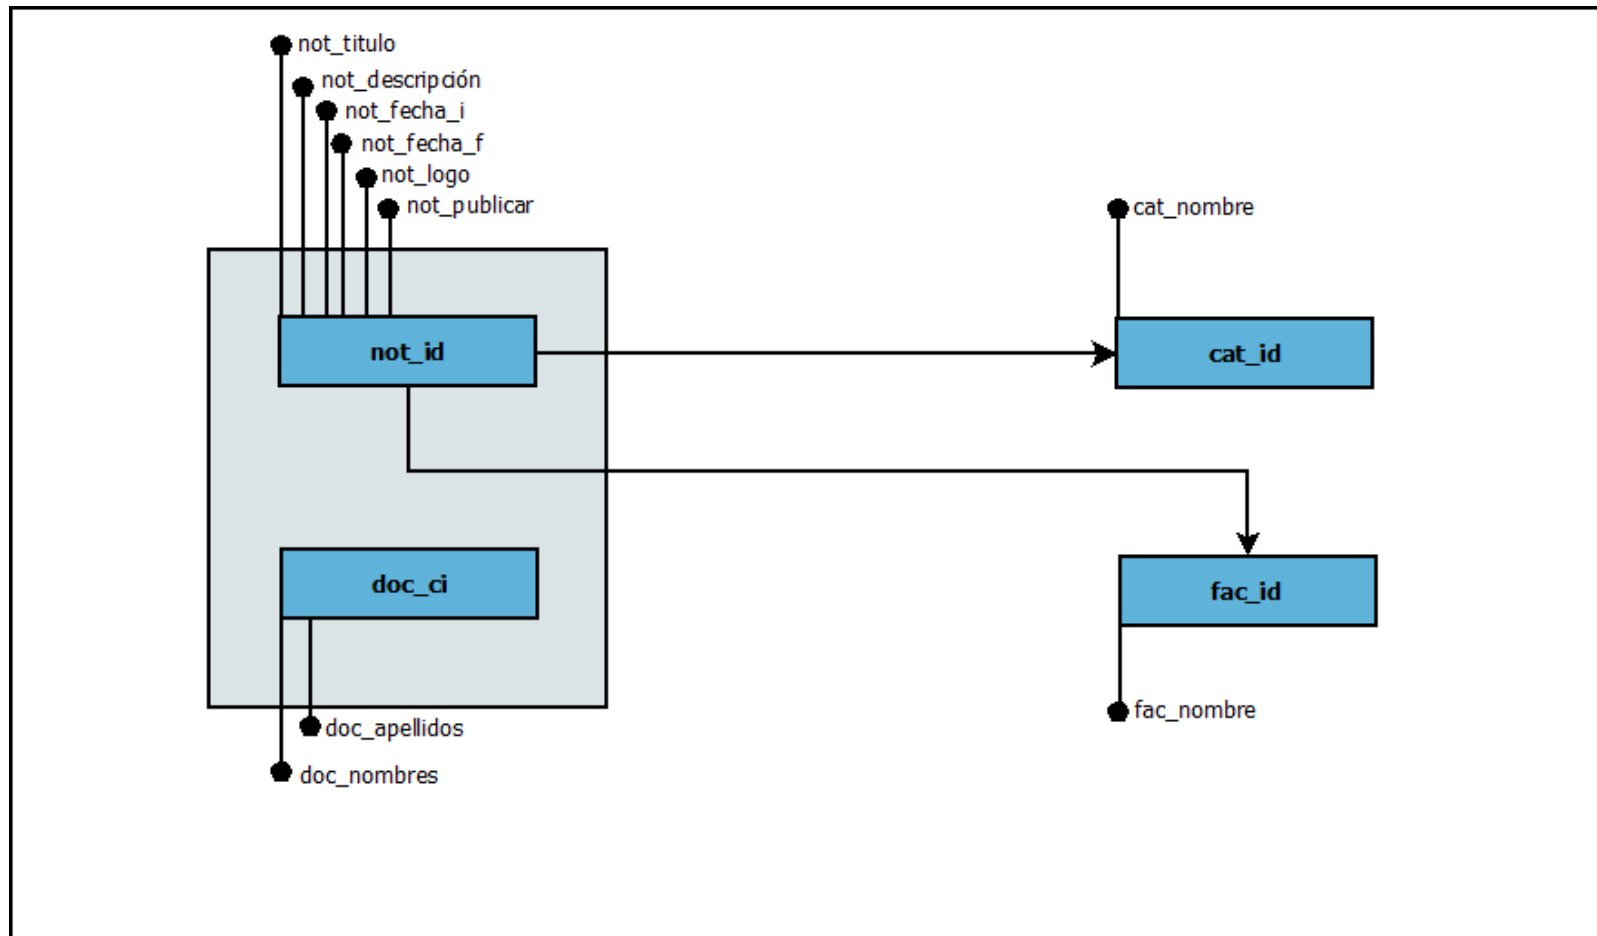 not_titulo
not_descripción
not_fecha_i
not_fecha_f
not_logo
not_publicar
cat_nombre
not_id
cat_id
doc_ci
fac_id
doc_apellidos
fac_nombre
doc_nombres